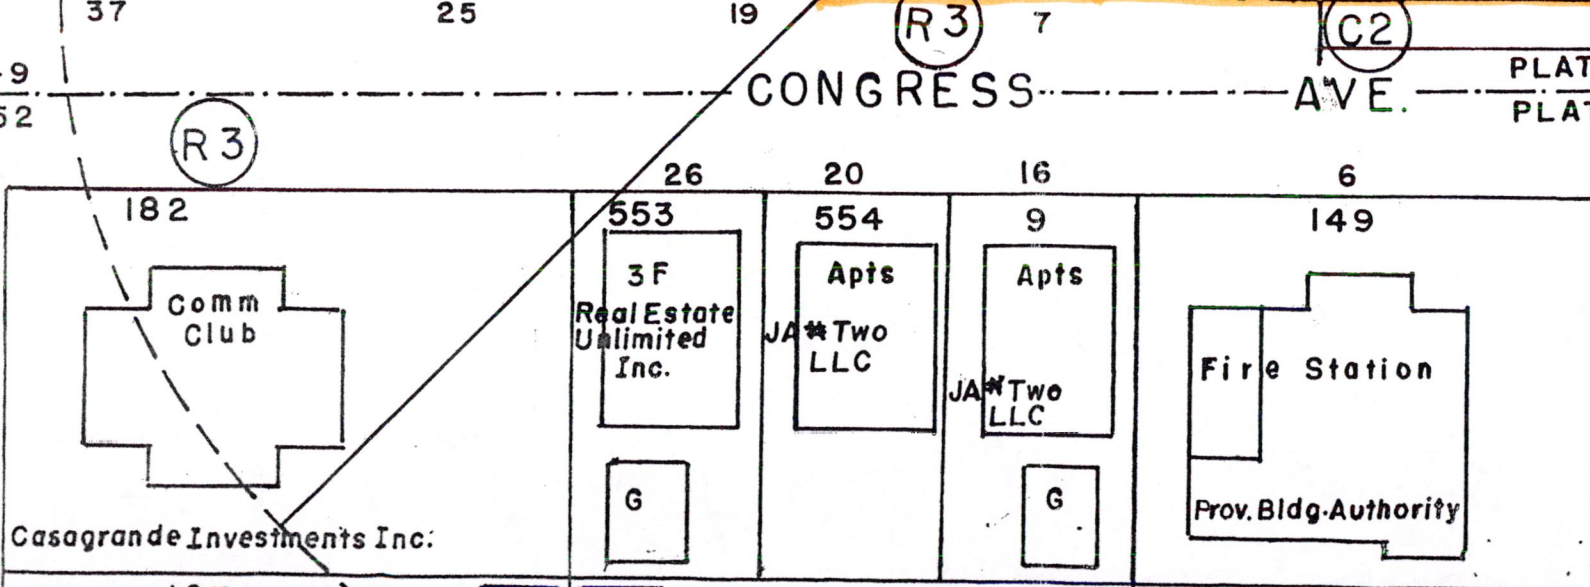 37 25 19 R3 7 C2
9
CONGRESS AVE.
PLAT
52
PLAT
R3
26 20 16 6
182 553 554 9 149
Comm
Club
3F
Real Estate
Unlimited
Inc.
Apts
JA # Two
LLC
Apts
JA # Two
LLC
Fire Station
G
G
Prov. Bldg. Authority
Casagrande Investments Inc.